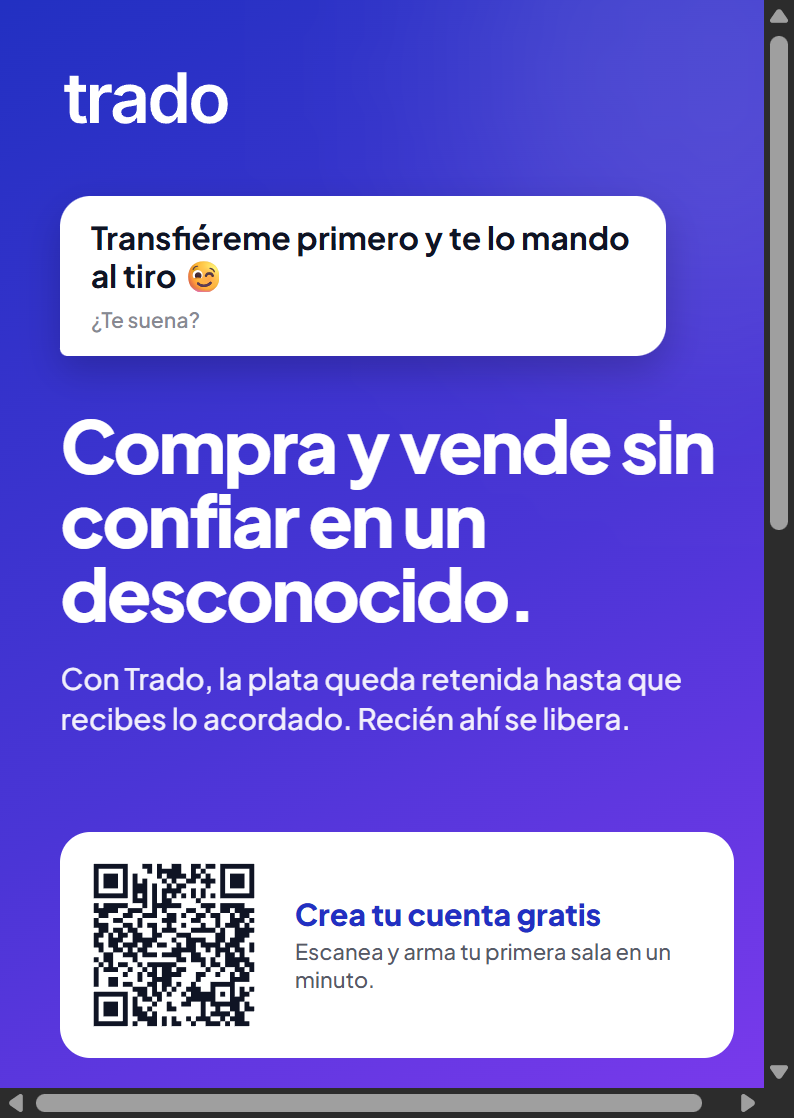 trado
Transfiéreme primero y te lo mando
al tiro 😉
¿Te suena?
Compra y vende sin
confiar en un
desconocido.
Con Trado, la plata queda retenida hasta que
recibes lo acordado. Recién ahí se libera.
Crea tu cuenta gratis
Escanea y arma tu primera sala en un
minuto.